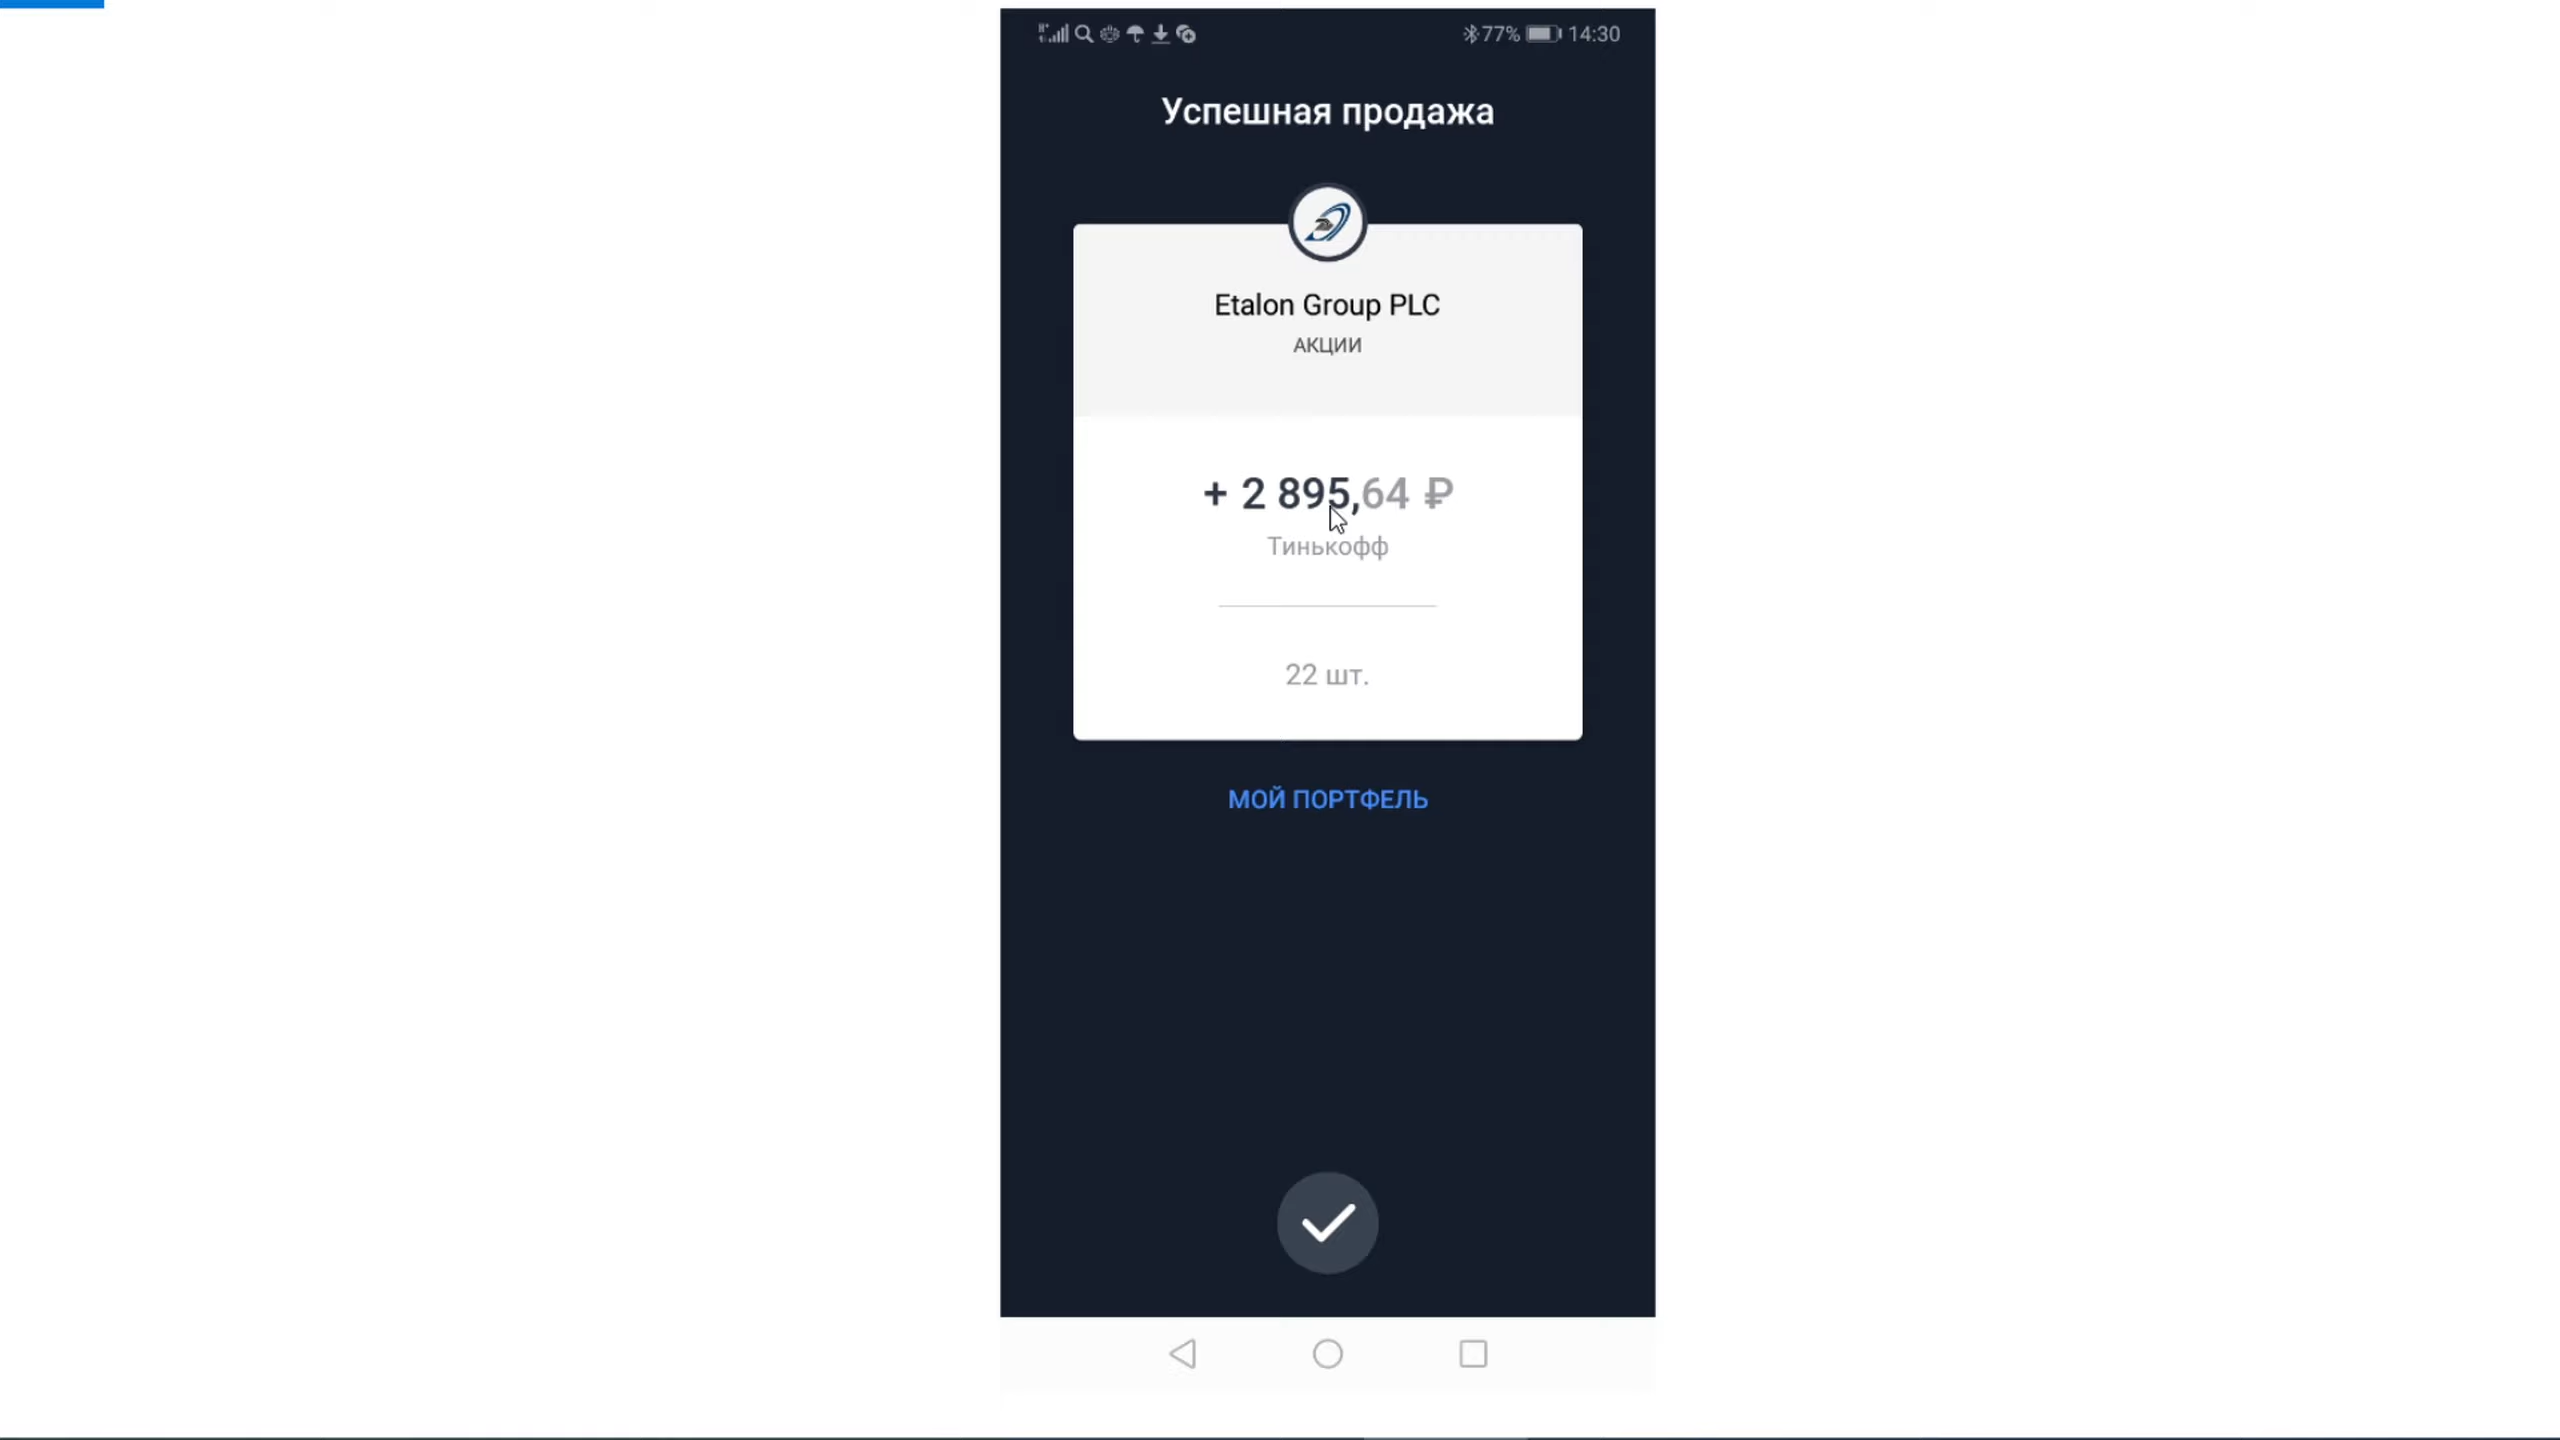 77% 14:30
Успешная продажа
Etalon Group PLC
АКЦИИ
+ 2 895,64 ₽
Тинькофф
22 шт.
МОЙ ПОРТФЕЛЬ